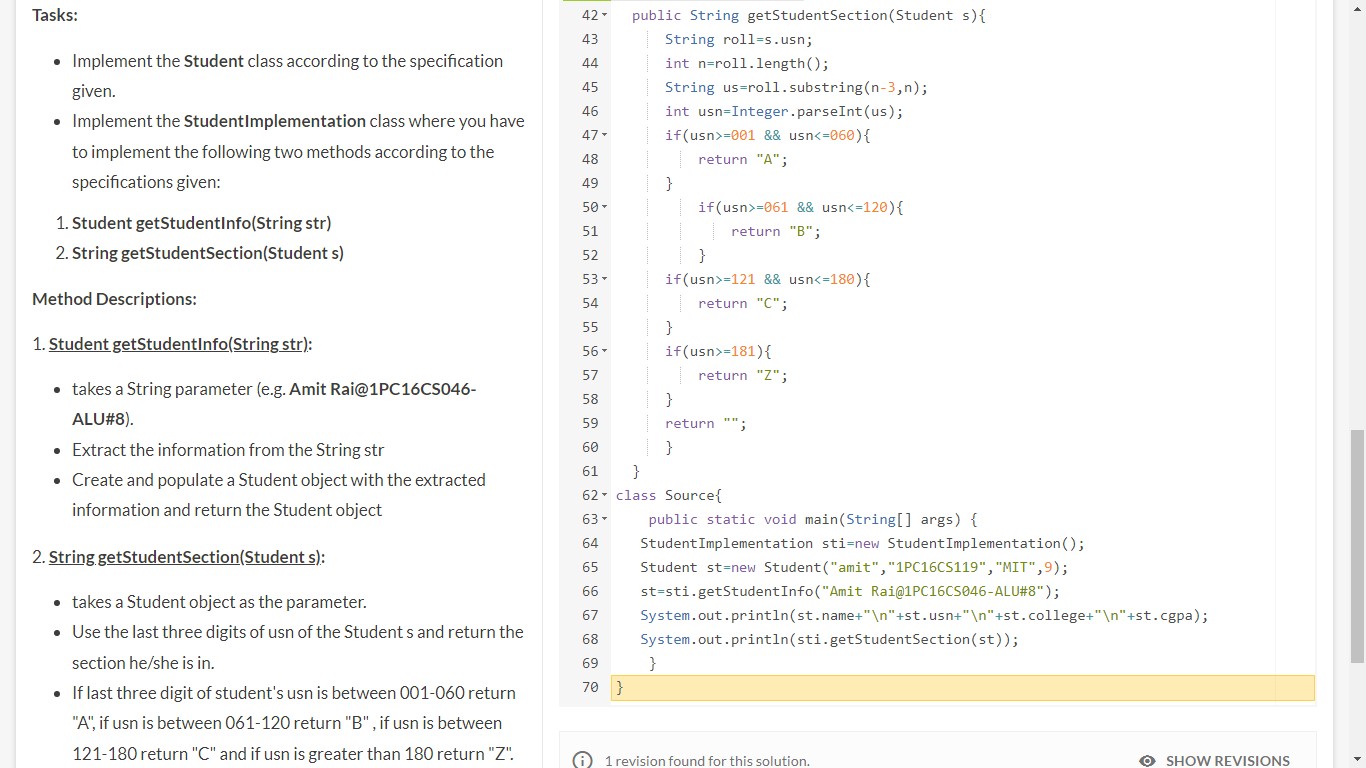 Tasks:
• Implement the Student class according to the specification
given.
• Implement the StudentImplementation class where you have
to implement the following two methods according to the
specifications given:
1. Student getStudentInfo(String str)
2. String getStudentSection(Student s)
Method Descriptions:
1. Student getStudentInfo(String str):
• takes a String parameter (e.g. Amit Rai@1PC16CS046-
ALU#8).
• Extract the information from the String str
• Create and populate a Student object with the extracted
information and return the Student object
2. String getStudentSection(Student s):
• takes a Student object as the parameter.
• Use the last three digits of usn of the Student s and return the
section he/she is in.
• If last three digit of student's usn is between 001-060 return
"A", if usn is between 061-120 return "B" , if usn is between
121-180 return "C" and if usn is greater than 180 return "Z".
42 public String getStudentSection(Student s){
43 String roll=s.usn;
44 int n=roll.length();
45 String us=roll.substring(n-3,n);
46 int usn=Integer.parseInt(us);
47 if(usn>=001 && usn<=060){
48 return "A";
49 }
50 if(usn>=061 && usn<=120){
51 return "B";
52 }
53 if(usn>=121 && usn<=180){
54 return "C";
55 }
56 if(usn>=181){
57 return "Z";
58 }
59 return "";
60 }
61 }
62 class Source{
63 public static void main(String[] args) {
64 StudentImplementation sti=new StudentImplementation();
65 Student st=new Student("amit","1PC16CS119","MIT",9);
66 st=sti.getStudentInfo("Amit Rai@1PC16CS046-ALU#8");
67 System.out.println(st.name+"\n"+st.usn+"\n"+st.college+"\n"+st.cgpa);
68 System.out.println(sti.getStudentSection(st));
69 }
70 }
1 revision found for this solution.
SHOW REVISIONS